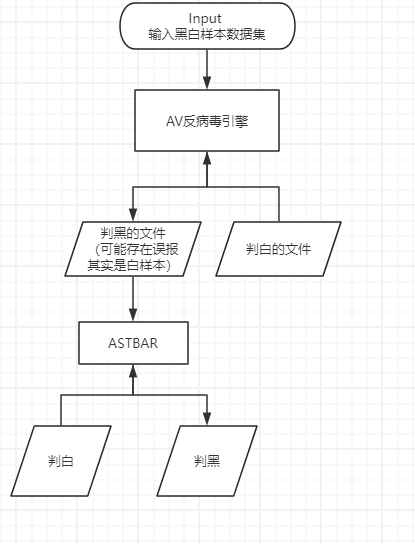 Input
输入黑白样本数据集
AV反病毒引擎
判黑的文件
（可能存在误报
其实是白样本）
判白的文件
ASTBAR
判白
判黑